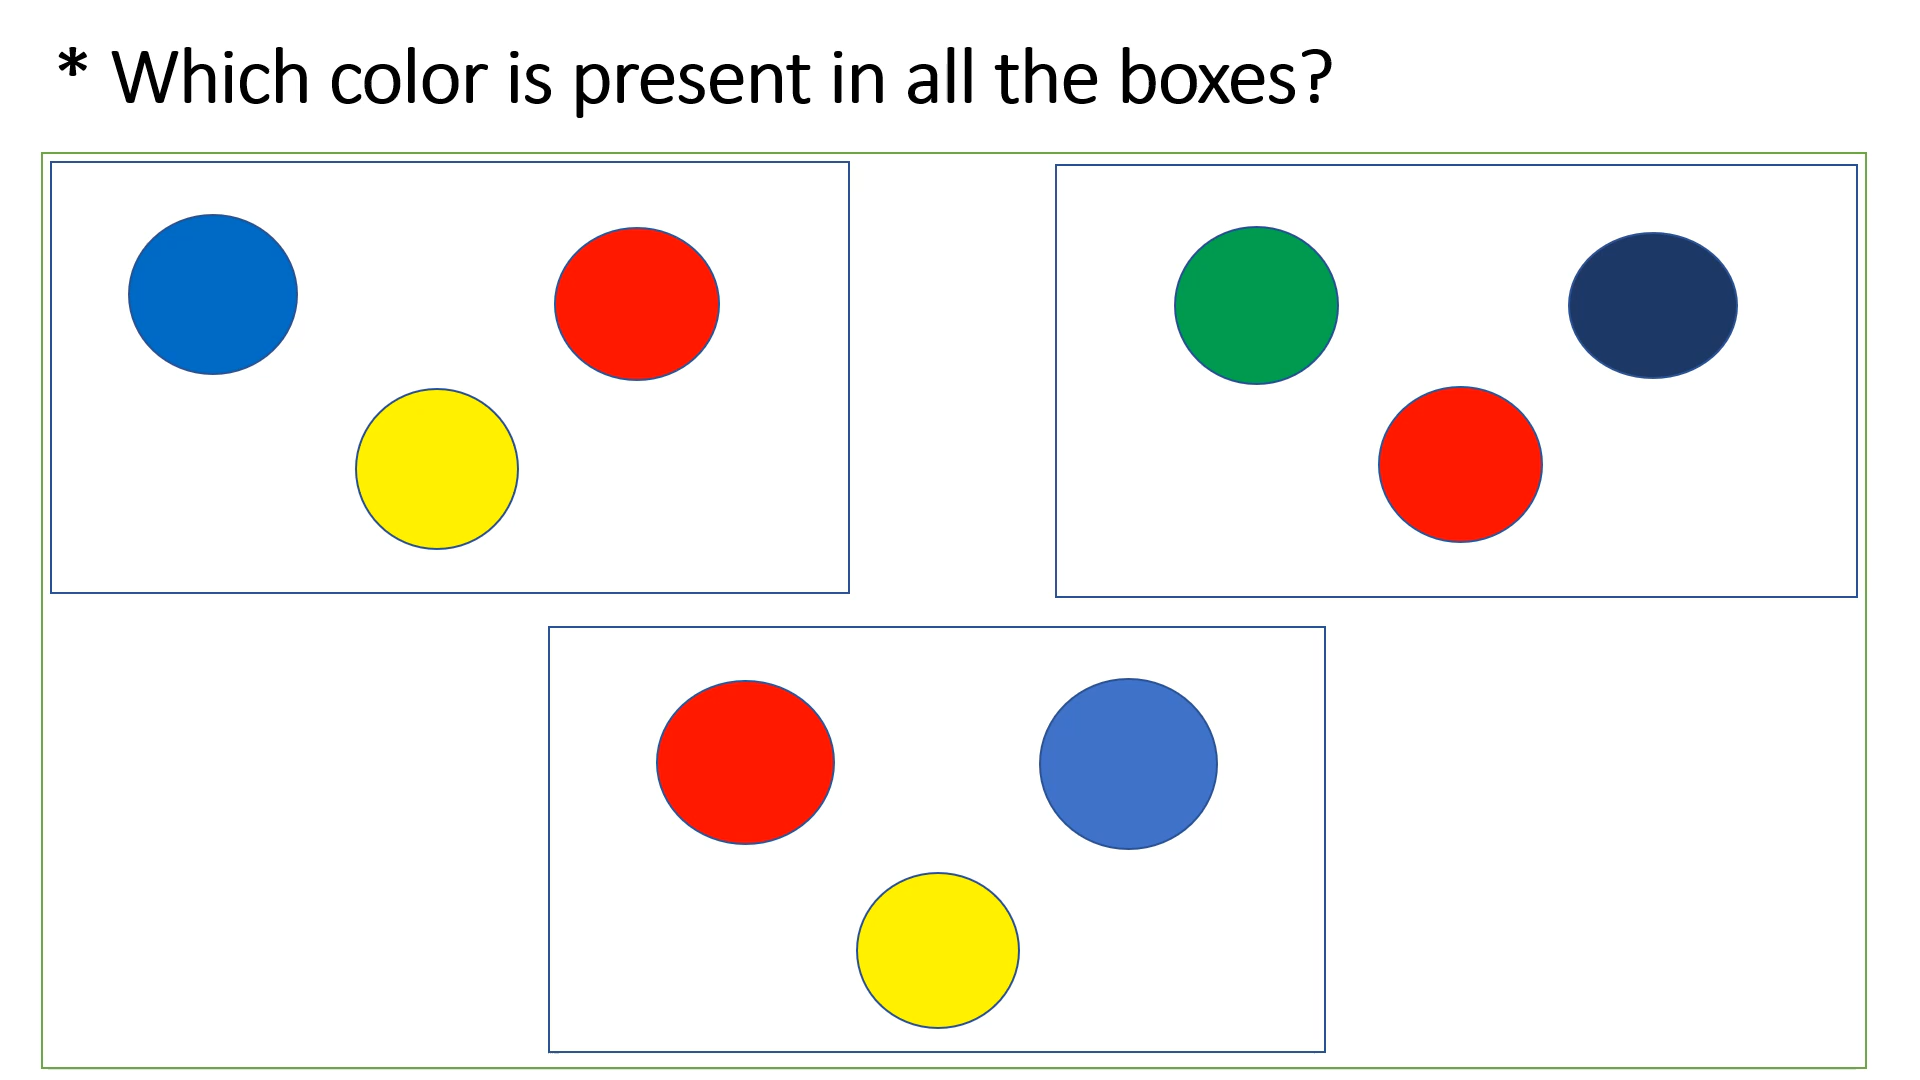 * Which color is present in all the boxes?